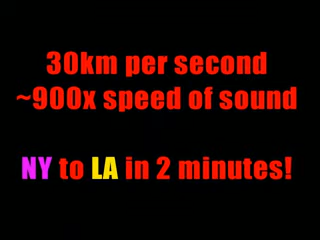 30km per second
~900x speed of sound
NY to LA in 2 minutes!